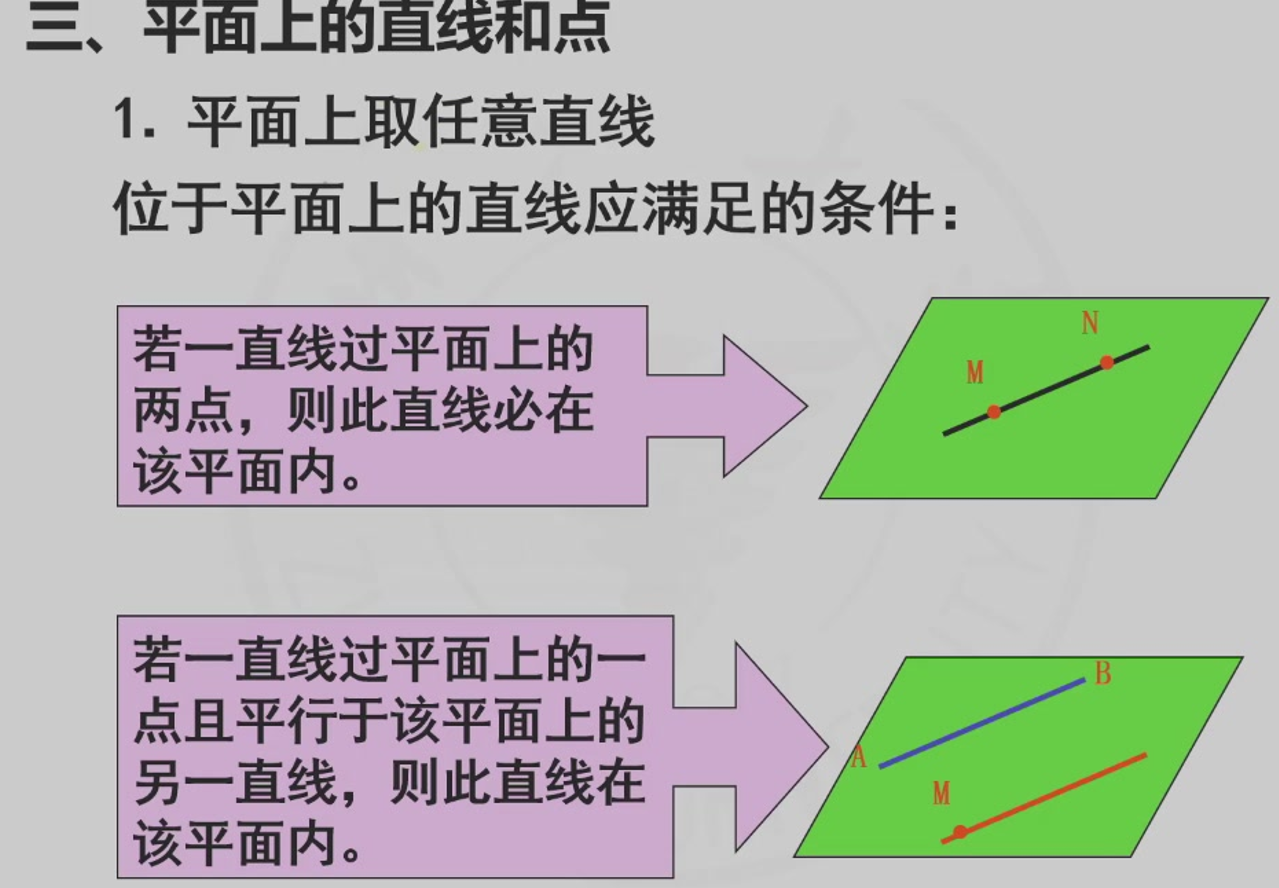 三、平面上的直线和点
1. 平面上取任意直线
位于平面上的直线应满足的条件:
若一直线过平面上的
两点，则此直线必在
该平面内。
N
M
若一直线过平面上的一
点且平行于该平面上的
另一直线，则此直线在
该平面内。
B
A
M